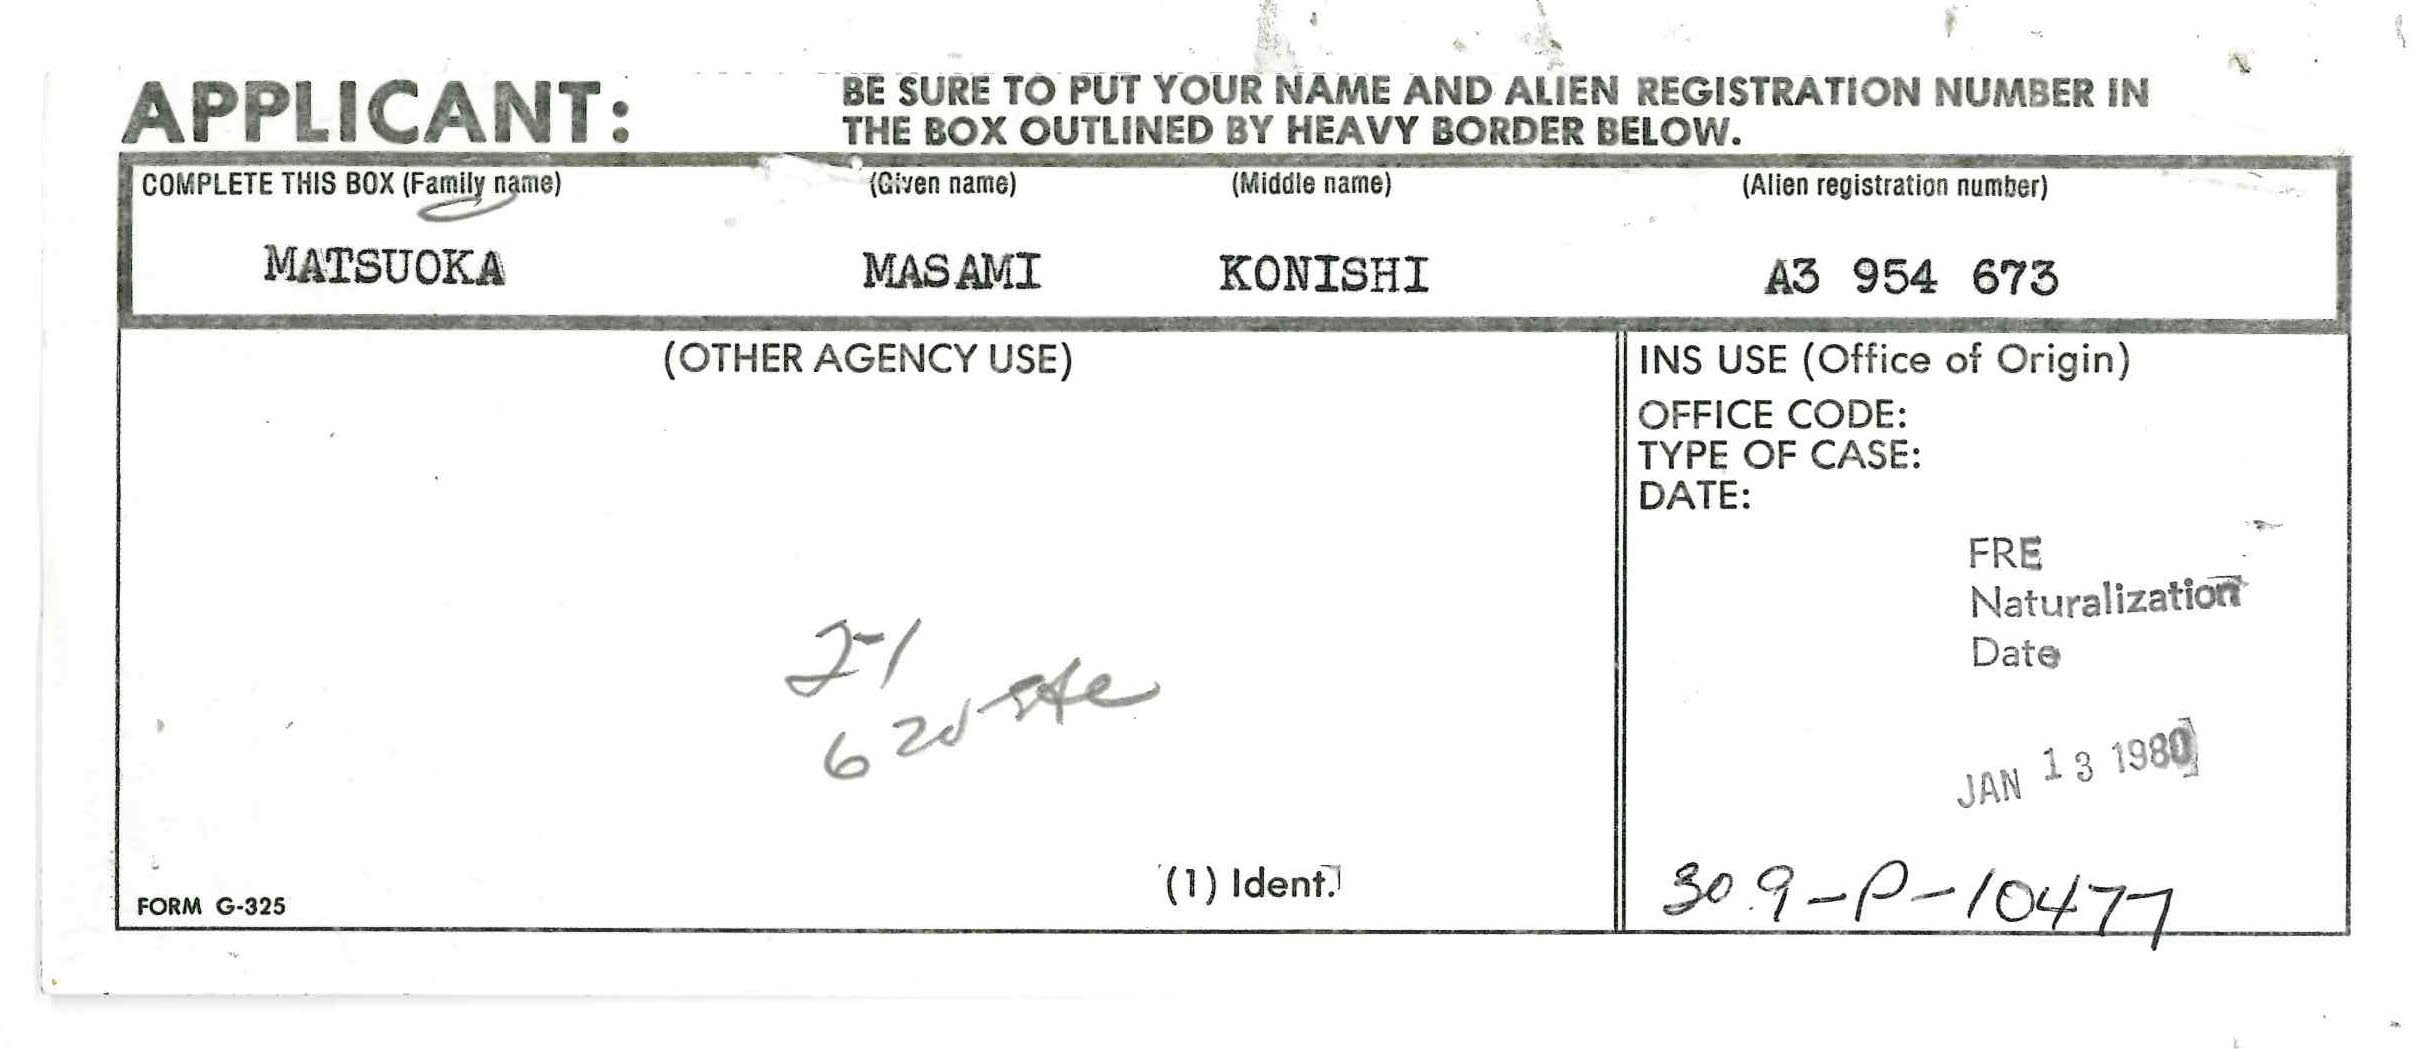 APPLICANT:
BE SURE TO PUT YOUR NAME AND ALIEN REGISTRATION NUMBER IN
THE BOX OUTLINED BY HEAVY BORDER BELOW.
COMPLETE THIS BOX (Family name) (Given name) (Middle name) (Alien registration number)
MATSUOKA MASAMI KONISHI A3 954 673
(OTHER AGENCY USE)
2-1
6
INS USE (Office of Origin)
OFFICE CODE:
TYPE OF CASE:
DATE:
FRE
Naturalization
Date
JAN 13 1980
309-P-10477
(1) Ident.
FORM G-325